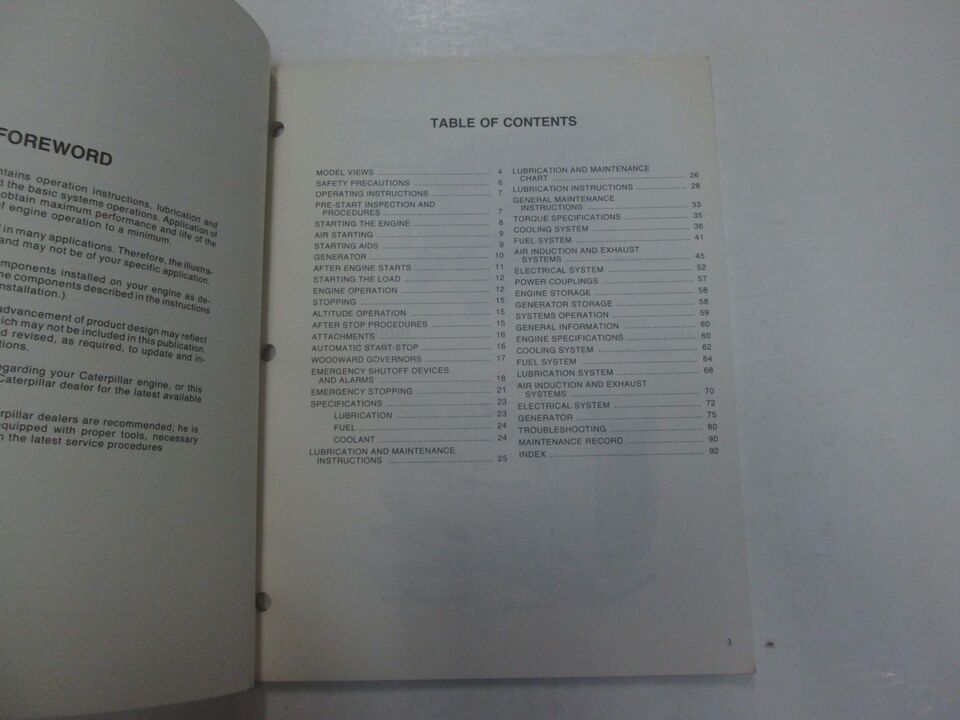 FOREWORD
tains operation instructions, lubrication and
d the basic systems operations. Application of
obtain maximum performance and life of the
of engine operation to a minimum.
d in many applications. Therefore, the illustra-
and may not be of your specific application.
omponents installed on your engine as de-
he components described in the instructions
nstallation.)
advancement of product design may reflect
hich may not be included in this publication.
d revised, as required, to update and in-
tions.
egarding your Caterpillar engine, or this
Caterpillar dealer for the latest available
erpillar dealers are recommended; he is
equipped with proper tools, necessary
n the latest service procedures
TABLE OF CONTENTS
MODEL VIEWS 4
SAFETY PRECAUTIONS 6
OPERATING INSTRUCTIONS 7
PRE-START INSPECTION AND
PROCEDURES 7
STARTING THE ENGINE 8
AIR STARTING 9
STARTING AIDS 9
GENERATOR 10
AFTER ENGINE STARTS 11
STARTING THE LOAD 12
ENGINE OPERATION 12
STOPPING 15
ALTITUDE OPERATION 15
AFTER STOP PROCEDURES 15
ATTACHMENTS 16
AUTOMATIC START-STOP 16
WOODWARD GOVERNORS 17
EMERGENCY SHUTOFF DEVICES
AND ALARMS 18
EMERGENCY STOPPING 21
SPECIFICATIONS 23
LUBRICATION 23
FUEL 24
COOLANT 24
LUBRICATION AND MAINTENANCE
INSTRUCTIONS 25
LUBRICATION AND MAINTENANCE
CHART 26
LUBRICATION INSTRUCTIONS 28
GENERAL MAINTENANCE
INSTRUCTIONS 33
TORQUE SPECIFICATIONS 35
COOLING SYSTEM 36
FUEL SYSTEM 41
AIR INDUCTION AND EXHAUST
SYSTEMS 45
ELECTRICAL SYSTEM 52
POWER COUPLINGS 57
ENGINE STORAGE 58
GENERATOR STORAGE 58
SYSTEMS OPERATION 59
GENERAL INFORMATION 60
ENGINE SPECIFICATIONS 60
COOLING SYSTEM 62
FUEL SYSTEM 64
LUBRICATION SYSTEM 68
AIR INDUCTION AND EXHAUST
SYSTEMS 70
ELECTRICAL SYSTEM 72
GENERATOR 75
TROUBLESHOOTING 80
MAINTENANCE RECORD 90
INDEX 92
3